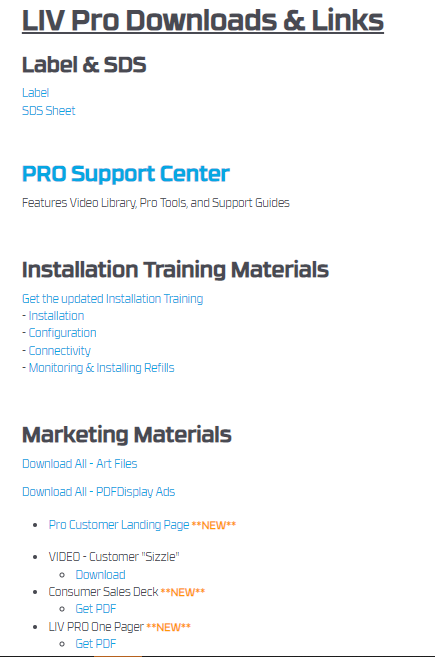 LIV Pro Downloads & Links
Label & SDS
Label
SDS Sheet
PRO Support Center
Features Video Library, Pro Tools, and Support Guides
Installation Training Materials
Get the updated Installation Training
- Installation
- Configuration
- Connectivity
- Monitoring & Installing Refills
Marketing Materials
Download All - Art Files
Download All - PDFDisplay Ads
• Pro Customer Landing Page **NEW**
• VIDEO - Customer "Sizzle"
○ Download
• Consumer Sales Deck **NEW**
○ Get PDF
• LIV PRO One Pager **NEW**
○ Get PDF